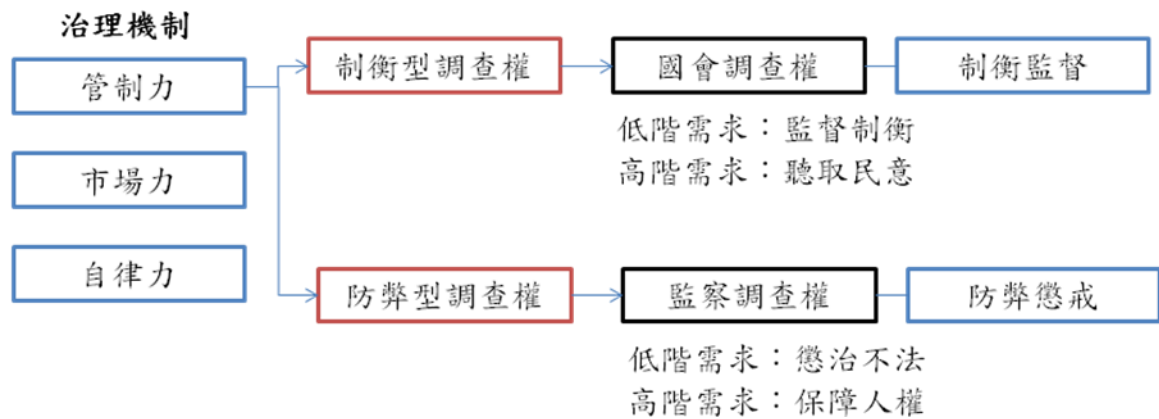 治理機制
管制力
市場力
自律力
制衡型調查權
國會調查權
制衡監督
低階需求：監督制衡
高階需求：聽取民意
防弊型調查權
監察調查權
防弊懲戒
低階需求：懲治不法
高階需求：保障人權